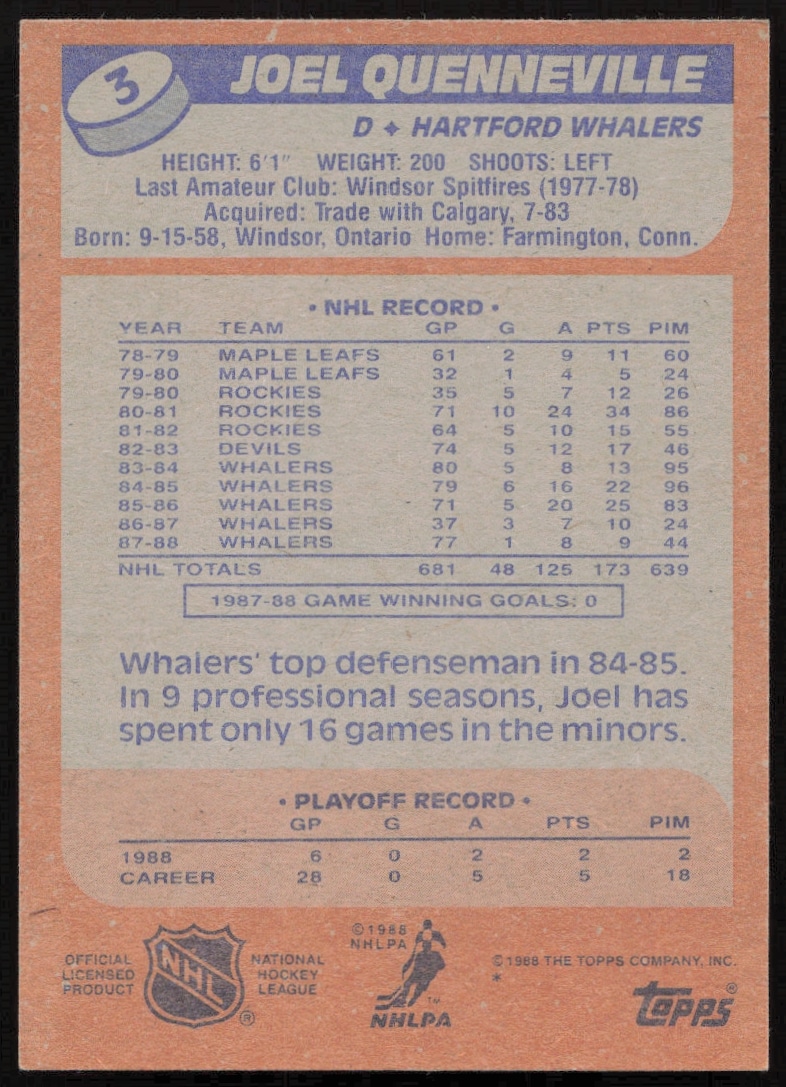 3
JOEL QUENNEVILLE
D ✦ HARTFORD WHALERS
HEIGHT: 6'1" WEIGHT: 200 SHOOTS: LEFT
Last Amateur Club: Windsor Spitfires (1977-78)
Acquired: Trade with Calgary, 7-83
Born: 9-15-58, Windsor, Ontario Home: Farmington, Conn.
• NHL RECORD •
YEAR TEAM GP G A PTS PIM
78-79 MAPLE LEAFS 61 2 9 11 60
79-80 MAPLE LEAFS 32 1 4 5 24
79-80 ROCKIES 35 5 7 12 26
80-81 ROCKIES 71 10 24 34 86
81-82 ROCKIES 64 5 10 15 55
82-83 DEVILS 74 5 12 17 46
83-84 WHALERS 80 5 8 13 95
84-85 WHALERS 79 6 16 22 96
85-86 WHALERS 71 5 20 25 83
86-87 WHALERS 37 3 7 10 24
87-88 WHALERS 77 1 8 9 44
NHL TOTALS 681 48 125 173 639
1987-88 GAME WINNING GOALS: 0
Whalers' top defenseman in 84-85.
In 9 professional seasons, Joel has
spent only 16 games in the minors.
• PLAYOFF RECORD •
GP G A PTS PIM
1988 6 0 2 2 2
CAREER 28 0 5 5 18
OFFICIAL
LICENSED
PRODUCT
NHL
®
NATIONAL
HOCKEY
LEAGUE
©1988
NHLPA
™
NHLPA
©1988 THE TOPPS COMPANY, INC.
*
topps®